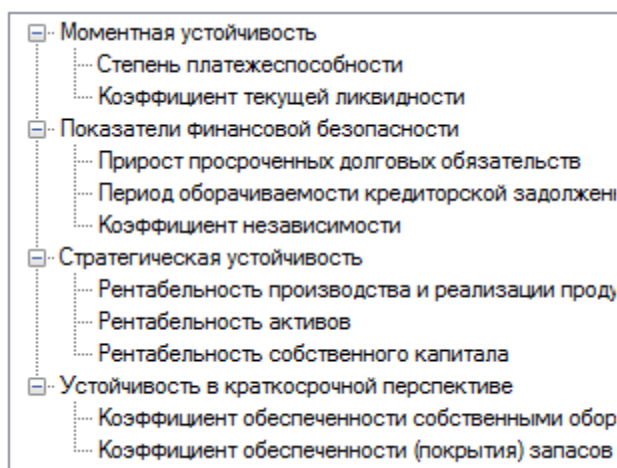 Моментная устойчивость
Степень платежеспособности
Коэффициент текущей ликвидности
Показатели финансовой безопасности
Прирост просроченных долговых обязательств
Период оборачиваемости кредиторской задолжен
Коэффициент независимости
Стратегическая устойчивость
Рентабельность производства и реализации проду
Рентабельность активов
Рентабельность собственного капитала
Устойчивость в краткосрочной перспективе
Коэффициент обеспеченности собственными обор
Коэффициент обеспеченности (покрытия) запасов